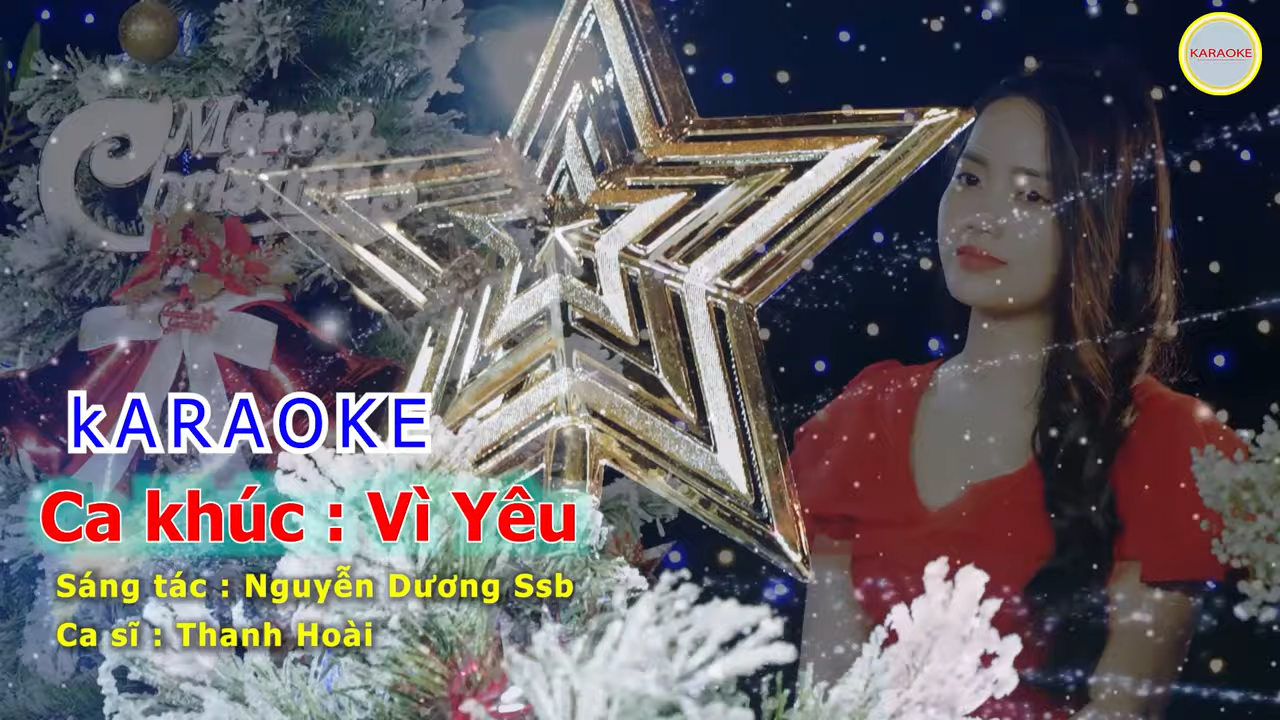 KARAOKE
Merry
Christmas
kARAOKE
Ca khúc : Vì Yêu
Sáng tác : Nguyễn Dương Ssb
Ca sĩ : Thanh Hoài